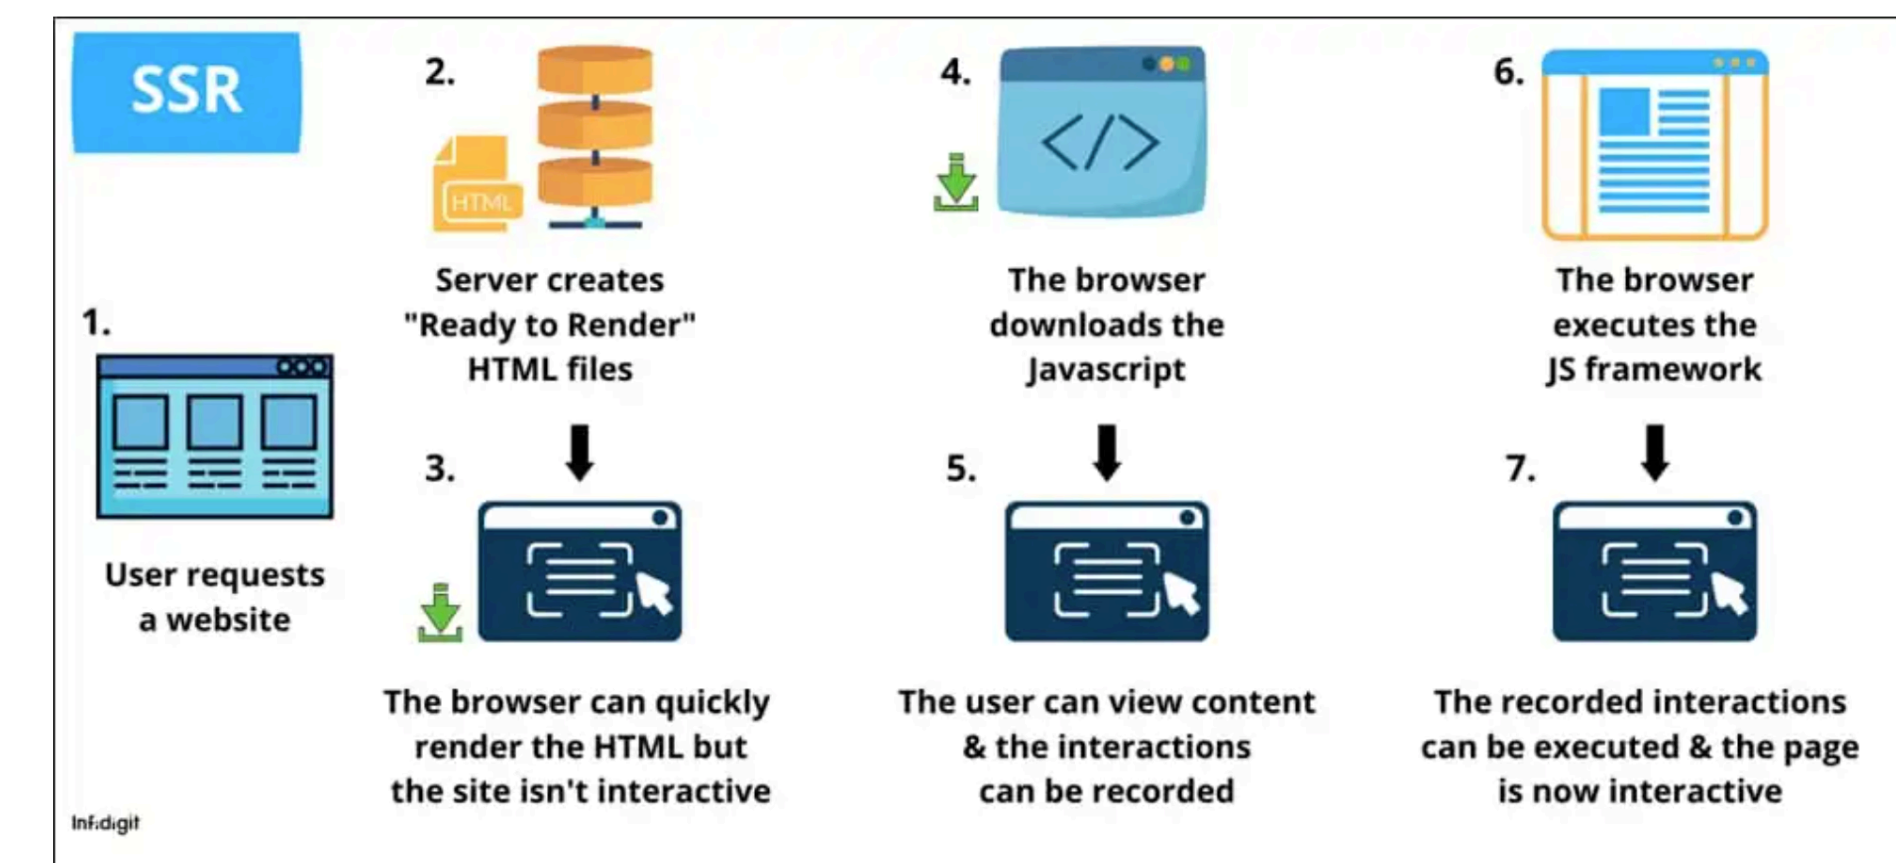 SSR
1.
User requests
a website
2.
HTML
Server creates
"Ready to Render"
HTML files
3.
The browser can quickly
render the HTML but
the site isn't interactive
4.
</>
The browser
downloads the
Javascript
5.
The user can view content
& the interactions
can be recorded
6.
The browser
executes the
JS framework
7.
The recorded interactions
can be executed & the page
is now interactive
Infidigit